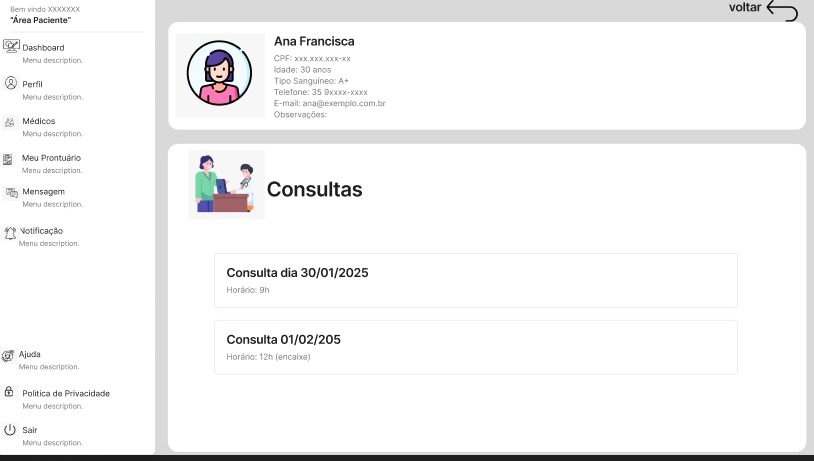 Bem vindo XXXXXXX
"Área Paciente"
Dashboard
Menu description.
Perfil
Menu description.
Médicos
Menu description.
Meu Prontuário
Menu description.
Mensagem
Menu description.
Notificação
Menu description.
Ajuda
Menu description.
Política de Privacidade
Menu description.
Sair
Menu description.
voltar
Ana Francisca
CPF: xxx.xxx.xxx-xx
Idade: 30 anos
Tipo Sanguíneo: A+
Telefone: 35 9xxxx-xxxx
E-mail: ana@exemplo.com.br
Observações:
Consultas
Consulta dia 30/01/2025
Horário: 9h
Consulta 01/02/205
Horário: 12h (encaixe)